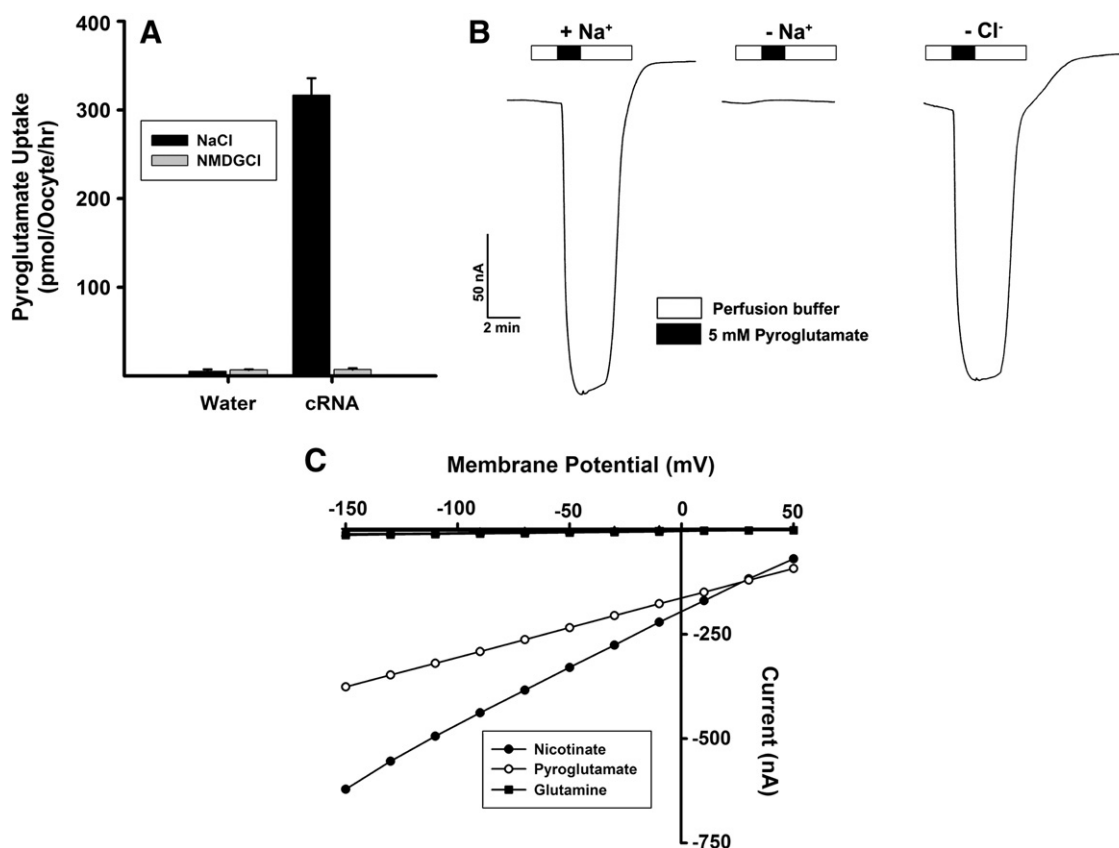 A
Pyroglutamate Uptake
(pmol/Oocyte/hr)
400
300
200
100
NaCl
NMDGCl
Water
cRNA
B
+ Na⁺
- Na⁺
- Cl⁻
50 nA
2 min
Perfusion buffer
5 mM Pyroglutamate
C
Membrane Potential (mV)
-150
-100
-50
0
50
-250
-500
-750
Current (nA)
Nicotinate
Pyroglutamate
Glutamine